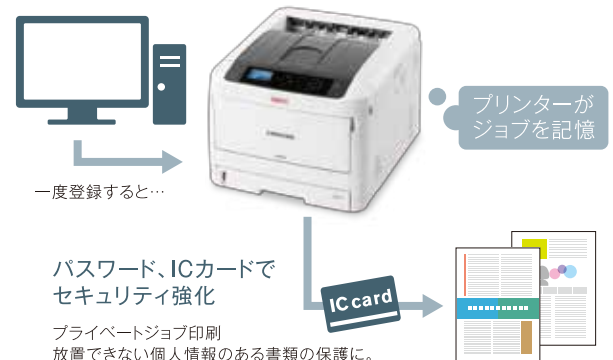 プリンターが
ジョブを記憶
一度登録すると…
パスワード、ICカードで
セキュリティ強化
IC card
プライベートジョブ印刷
放置できない個人情報のある書類の保護に。